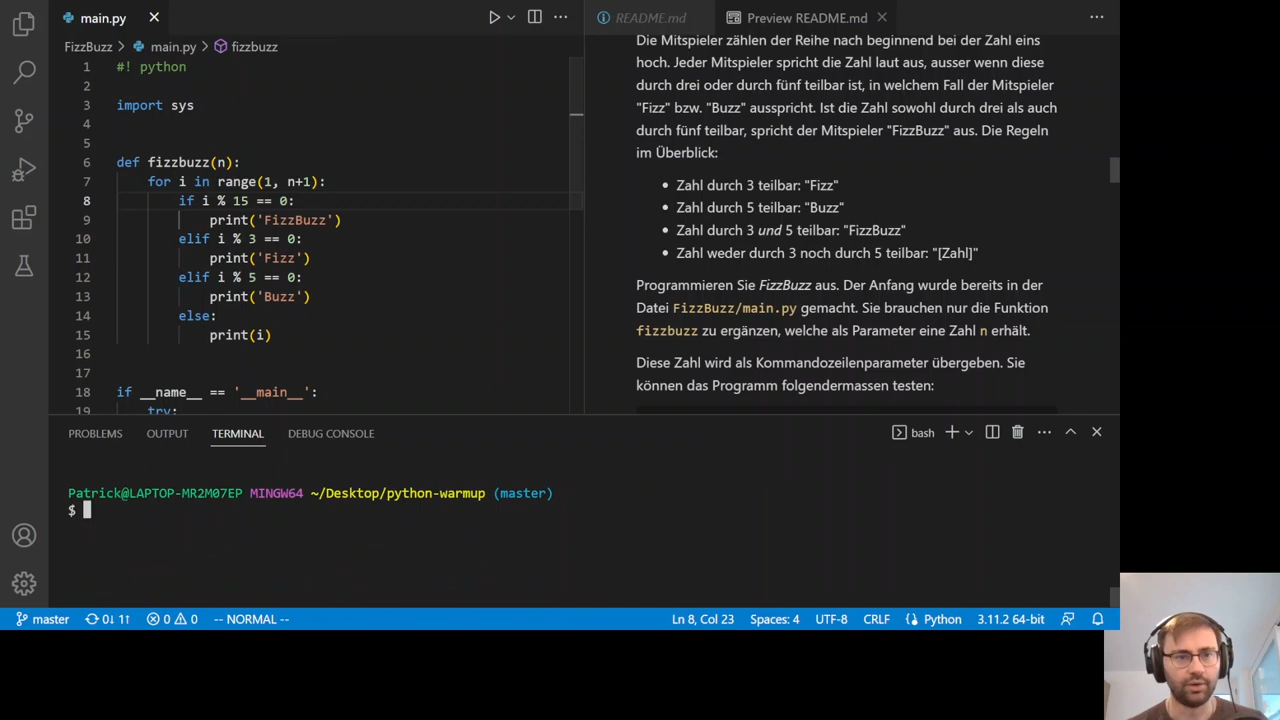 main.py
FizzBuzz > main.py > fizzbuzz
1 #! python
2
3 import sys
4
5
6 def fizzbuzz(n):
7 for i in range(1, n+1):
8 if i % 15 == 0:
9 print('FizzBuzz')
10 elif i % 3 == 0:
11 print('Fizz')
12 elif i % 5 == 0:
13 print('Buzz')
14 else:
15 print(i)
16
17
18 if __name__ == '__main__':
19 try:
README.md
Preview README.md
Die Mitspieler zählen der Reihe nach beginnend bei der Zahl eins
hoch. Jeder Mitspieler spricht die Zahl laut aus, ausser wenn diese
durch drei oder durch fünf teilbar ist, in welchem Fall der Mitspieler
"Fizz" bzw. "Buzz" ausspricht. Ist die Zahl sowohl durch drei als auch
durch fünf teilbar, spricht der Mitspieler "FizzBuzz" aus. Die Regeln
im Überblick:
• Zahl durch 3 teilbar: "Fizz"
• Zahl durch 5 teilbar: "Buzz"
• Zahl durch 3 und 5 teilbar: "FizzBuzz"
• Zahl weder durch 3 noch durch 5 teilbar: "[Zahl]"
Programmieren Sie FizzBuzz aus. Der Anfang wurde bereits in der
Datei FizzBuzz/main.py gemacht. Sie brauchen nur die Funktion
fizzbuzz zu ergänzen, welche als Parameter eine Zahl n erhält.
Diese Zahl wird als Kommandozeilenparameter übergeben. Sie
können das Programm folgendermassen testen:
PROBLEMS OUTPUT TERMINAL DEBUG CONSOLE
bash
Patrick@LAPTOP-MR2M07EP MINGW64 ~/Desktop/python-warmup (master)
$
master 0↓ 1↑ 0 0 -- NORMAL -- Ln 8, Col 23 Spaces: 4 UTF-8 CRLF Python 3.11.2 64-bit